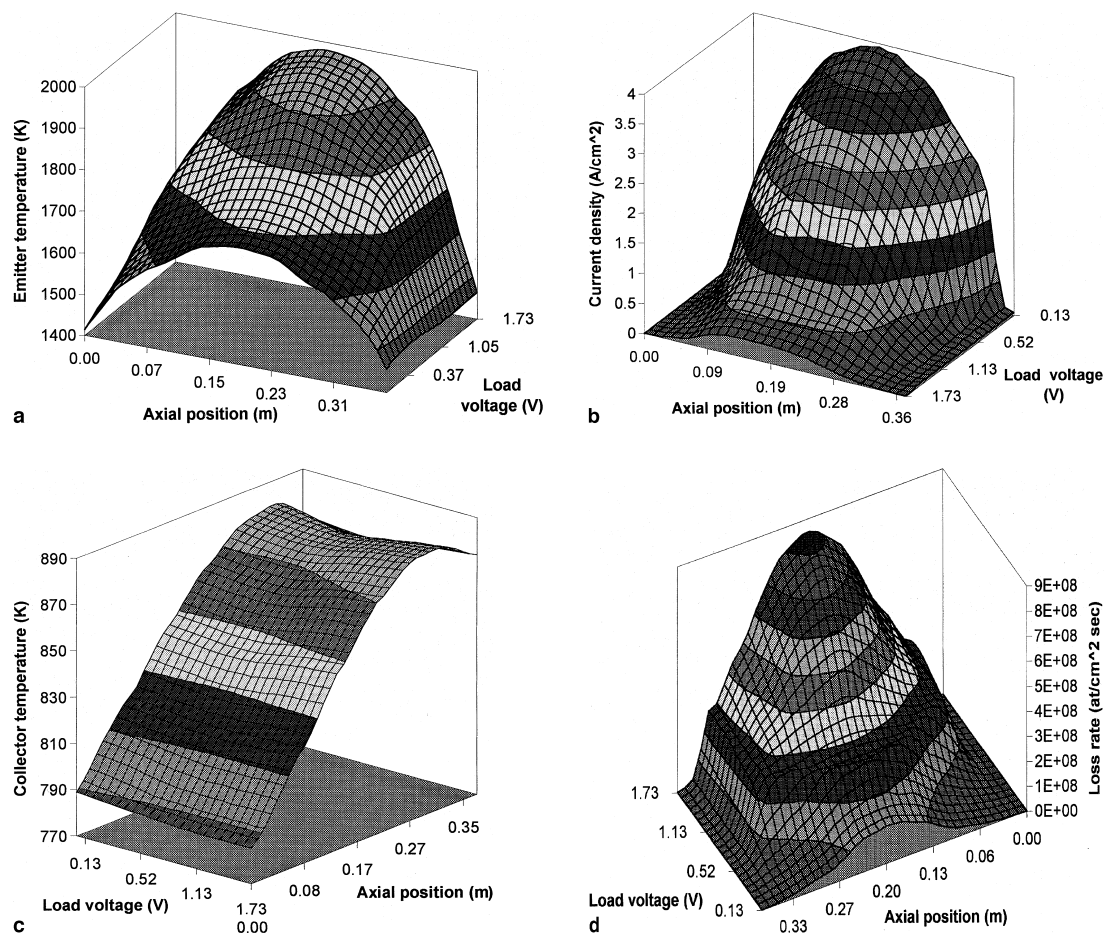 2000
1900
1800
1700
1600
1500
1400
Emitter temperature (K)
0.00
0.07
0.15
0.23
0.31
Axial position (m)
0.37
1.05
1.73
Load
voltage (V)
a
4
3.5
3
2.5
2
1.5
1
0.5
0
Current density (A/cm^2)
0.00
0.09
0.19
0.28
0.36
Axial position (m)
1.73
1.13
0.52
0.13
Load voltage
(V)
b
890
870
850
830
810
790
770
Collector temperature (K)
0.13
0.52
1.13
1.73
Load voltage (V)
0.00
0.08
0.17
0.27
0.35
Axial position (m)
c
9E+08
8E+08
7E+08
6E+08
5E+08
4E+08
3E+08
2E+08
1E+08
0E+00
Loss rate (at/cm^2 sec)
1.73
1.13
0.52
0.13
Load voltage (V)
0.33
0.27
0.20
0.13
0.06
0.00
Axial position (m)
d